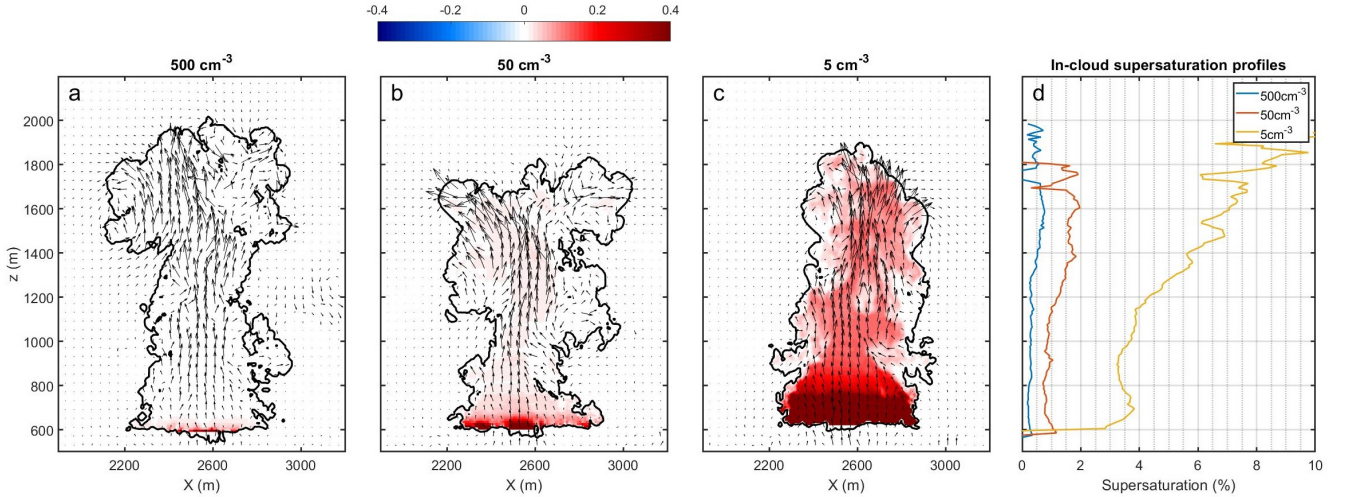 -0.4 -0.2 0 0.2 0.4
500 cm⁻³
50 cm⁻³
5 cm⁻³
In-cloud supersaturation profiles
a
b
c
d
500cm⁻³
50cm⁻³
5cm⁻³
z (m)
2000
1800
1600
1400
1200
1000
800
600
2200 2600 3000
2200 2600 3000
2200 2600 3000
0 2 4 6 8 10
X (m)
X (m)
X (m)
Supersaturation (%)